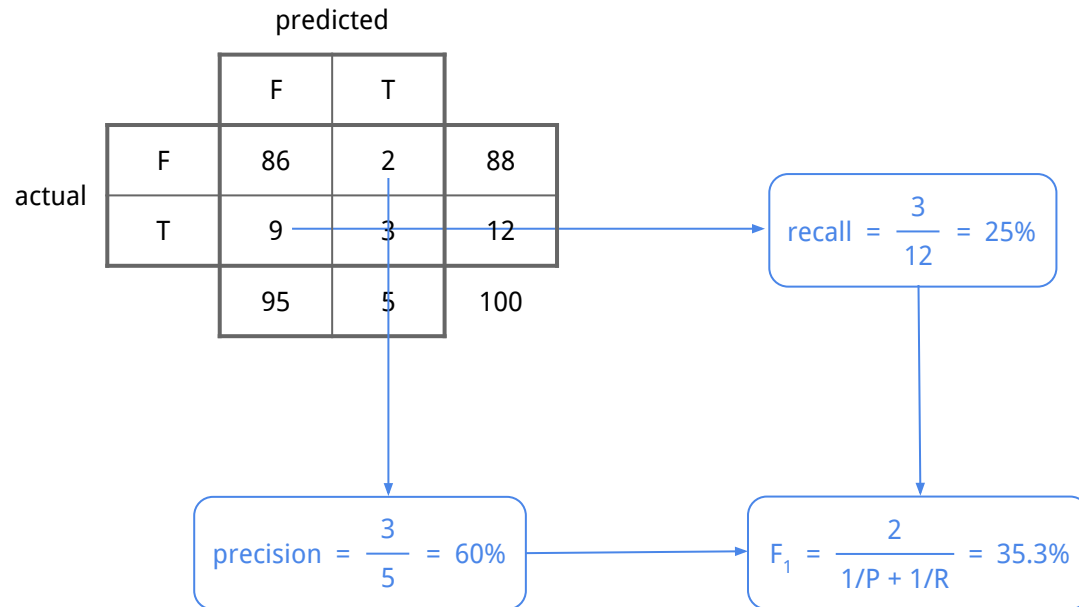 predicted
F T
F 86 2 88
actual
T 9 3 12
95 5 100
recall = 3/12 = 25%
precision = 3/5 = 60%
F₁ = 2/(1/P + 1/R) = 35.3%